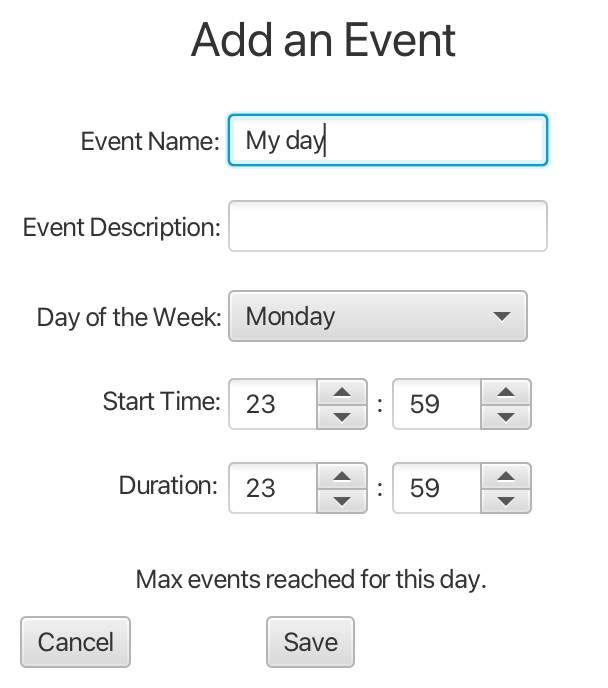 Add an Event
Event Name: My day
Event Description:
Day of the Week: Monday
Start Time: 23 : 59
Duration: 23 : 59
Max events reached for this day.
Cancel Save